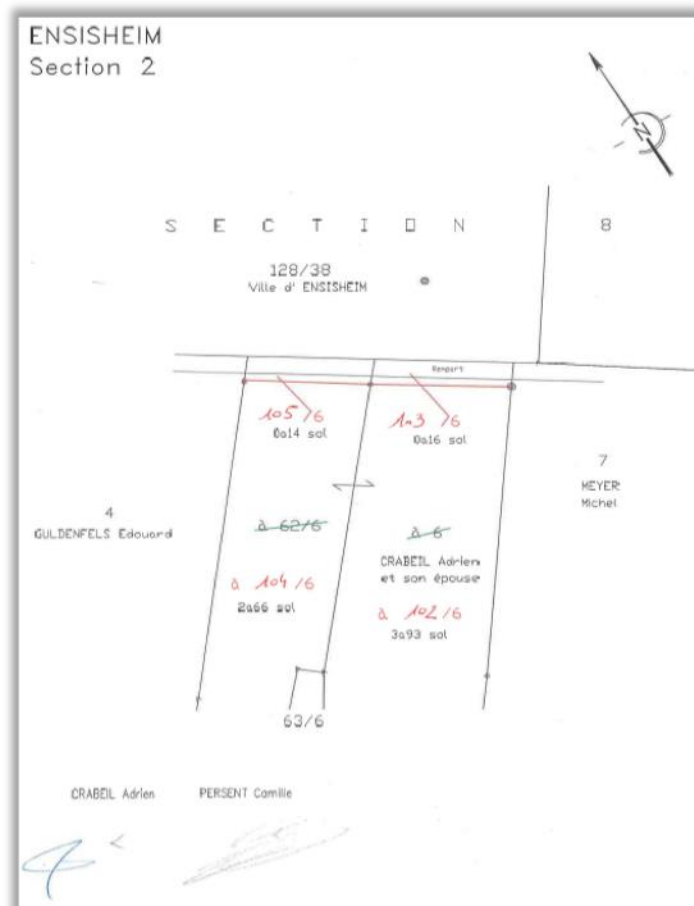 ENSISHEIM
Section 2
N
S E C T I O N 8
128/38
Ville d' ENSISHEIM
Rempart
105/6
0a14 sol
103/6
0a16 sol
7
MEYER
Michel
4
GULDENFELS Edouard
à 62/6
à 6
CRABEIL Adrien
et son épouse
à 104/6
2a66 sol
à 102/6
3a93 sol
63/6
CRABEIL Adrien PERSENT Camille